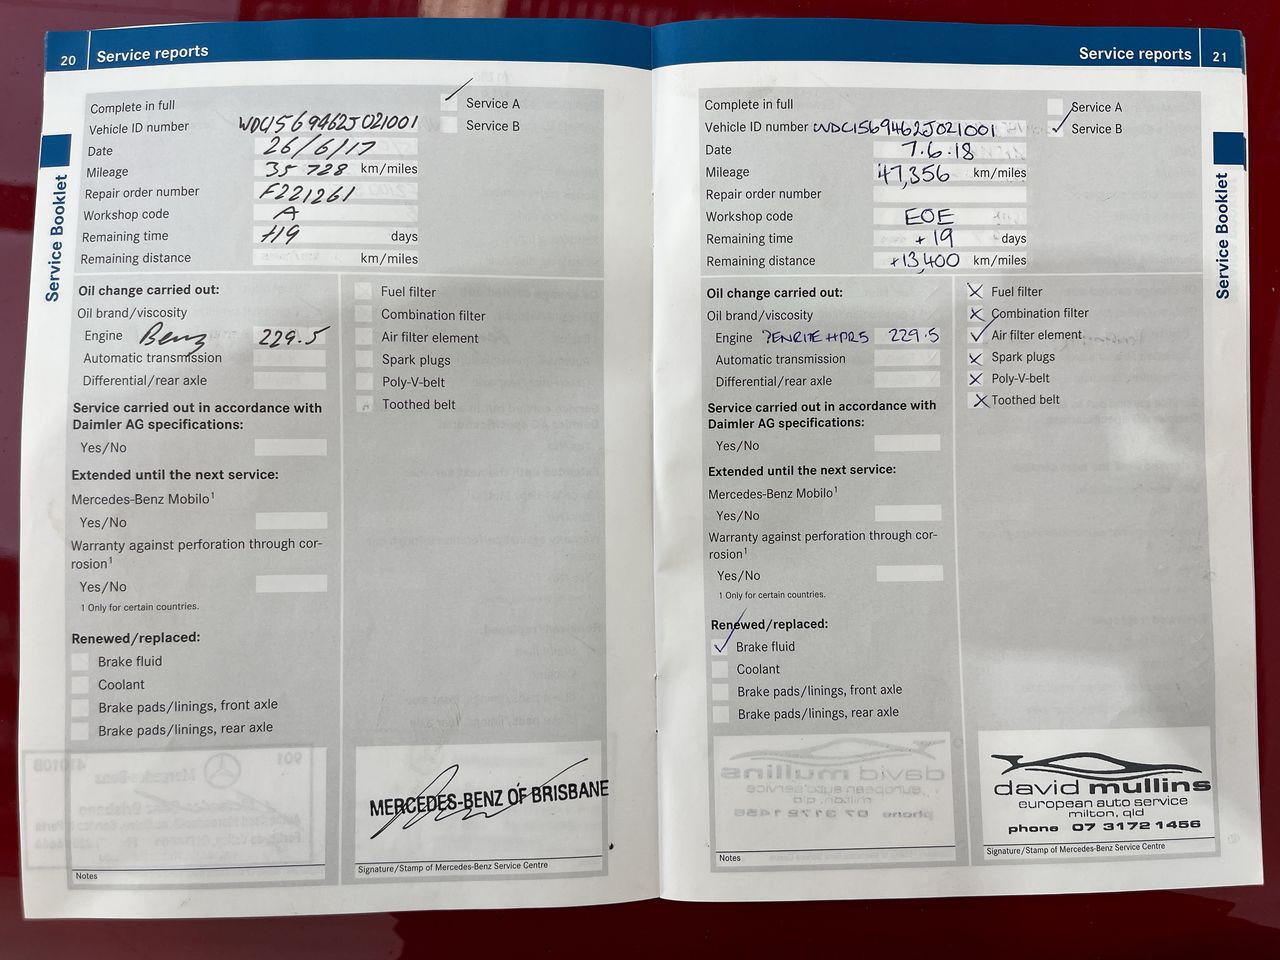 20 Service reports
Complete in full
Service A
Vehicle ID number WDC1569462J021001
Service B
Date 26/6/17
Mileage 35 728 km/miles
Repair order number F221261
Workshop code A
Remaining time +19 days
Remaining distance km/miles
Service Booklet
Oil change carried out:
Oil brand/viscosity
Engine Benz 229.5
Automatic transmission
Differential/rear axle
Service carried out in accordance with
Daimler AG specifications:
Yes/No
Extended until the next service:
Mercedes-Benz Mobilo¹
Yes/No
Warranty against perforation through cor-
rosion¹
Yes/No
1 Only for certain countries.
Renewed/replaced:
Brake fluid
Coolant
Brake pads/linings, front axle
Brake pads/linings, rear axle
Notes
Fuel filter
Combination filter
Air filter element
Spark plugs
Poly-V-belt
Toothed belt
MERCEDES-BENZ OF BRISBANE
Signature/Stamp of Mercedes-Benz Service Centre
Service reports 21
Complete in full
Service A
Vehicle ID number WDC1569462J021001
Service B
Date 7.6.18
Mileage 47,356 km/miles
Repair order number
Workshop code EOE
Remaining time +19 days
Remaining distance +13,400 km/miles
Service Booklet
Oil change carried out:
Oil brand/viscosity
Engine PENRITE HPR5 229.5
Automatic transmission
Differential/rear axle
Service carried out in accordance with
Daimler AG specifications:
Yes/No
Extended until the next service:
Mercedes-Benz Mobilo¹
Yes/No
Warranty against perforation through cor-
rosion¹
Yes/No
1 Only for certain countries.
Renewed/replaced:
Brake fluid
Coolant
Brake pads/linings, front axle
Brake pads/linings, rear axle
Notes
Fuel filter
Combination filter
Air filter element
Spark plugs
Poly-V-belt
Toothed belt
david mullins
european auto service
milton, qld
phone 07 3172 1456
Signature/Stamp of Mercedes-Benz Service Centre